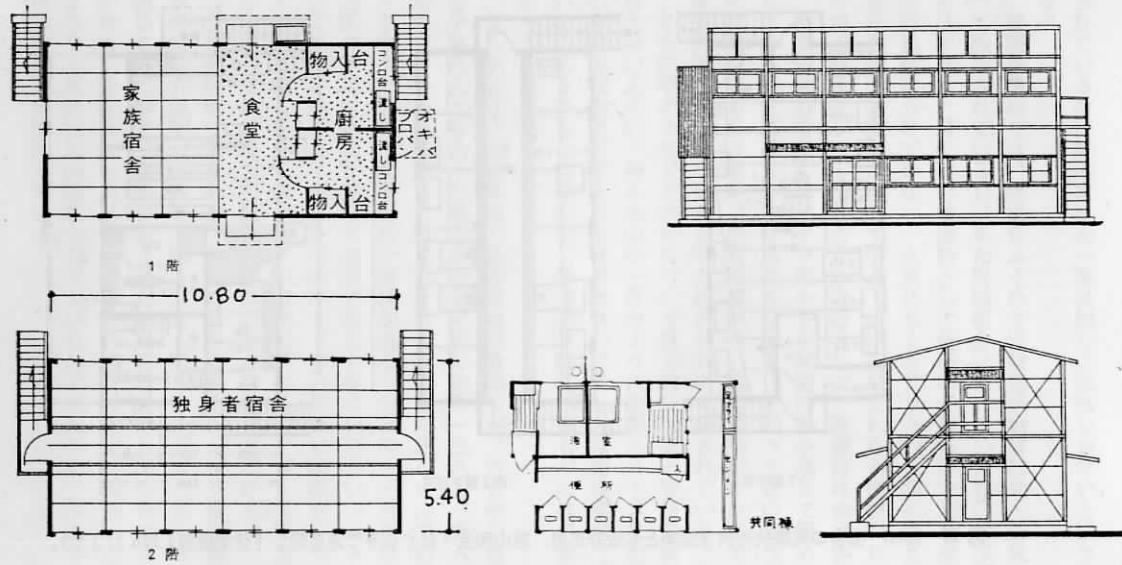 物入
台
コンロ台
流し
家族宿舎
食堂
厨房
プロパン
オキバ
流し
コンロ台
物入
台
1 階
10.80
独身者宿舎
5.40
2 階
浴室
便所
共同棟